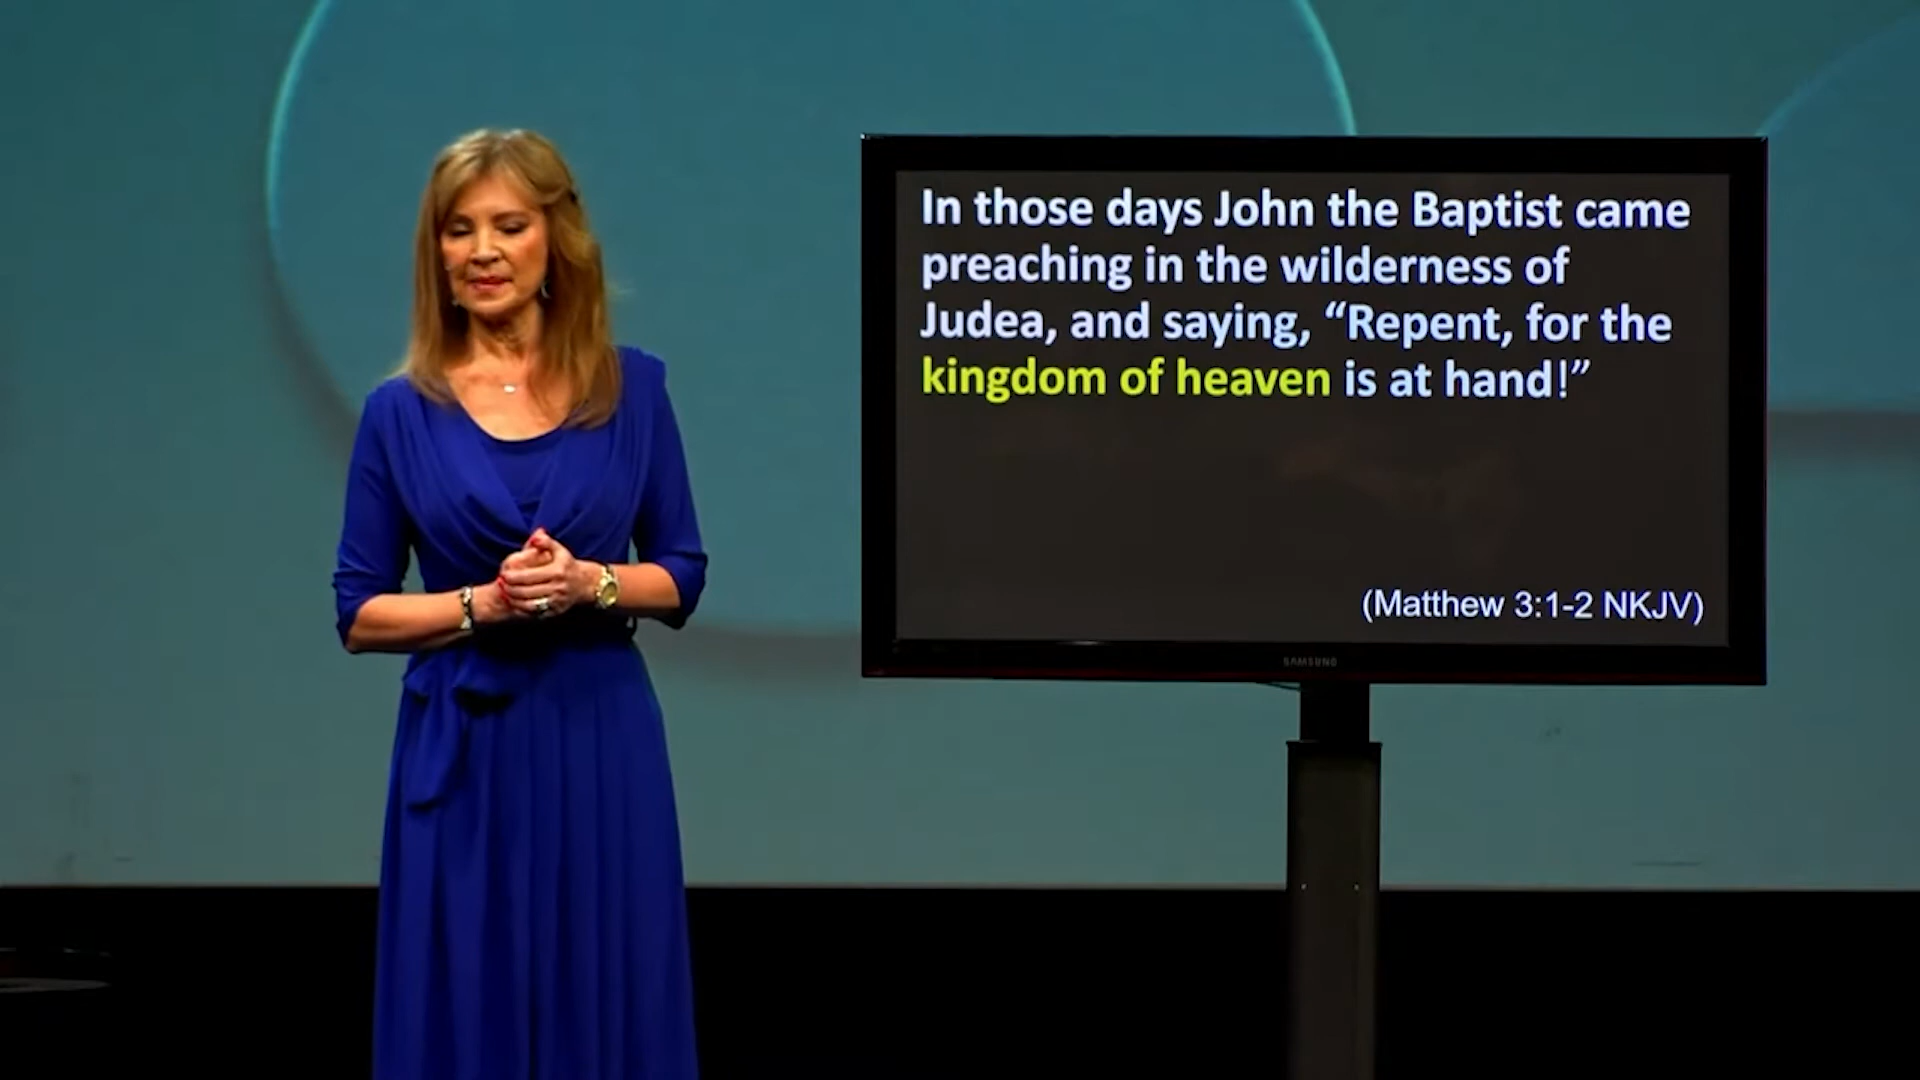 In those days John the Baptist came
preaching in the wilderness of
Judea, and saying, “Repent, for the
kingdom of heaven is at hand!”
(Matthew 3:1-2 NKJV)
SAMSUNG